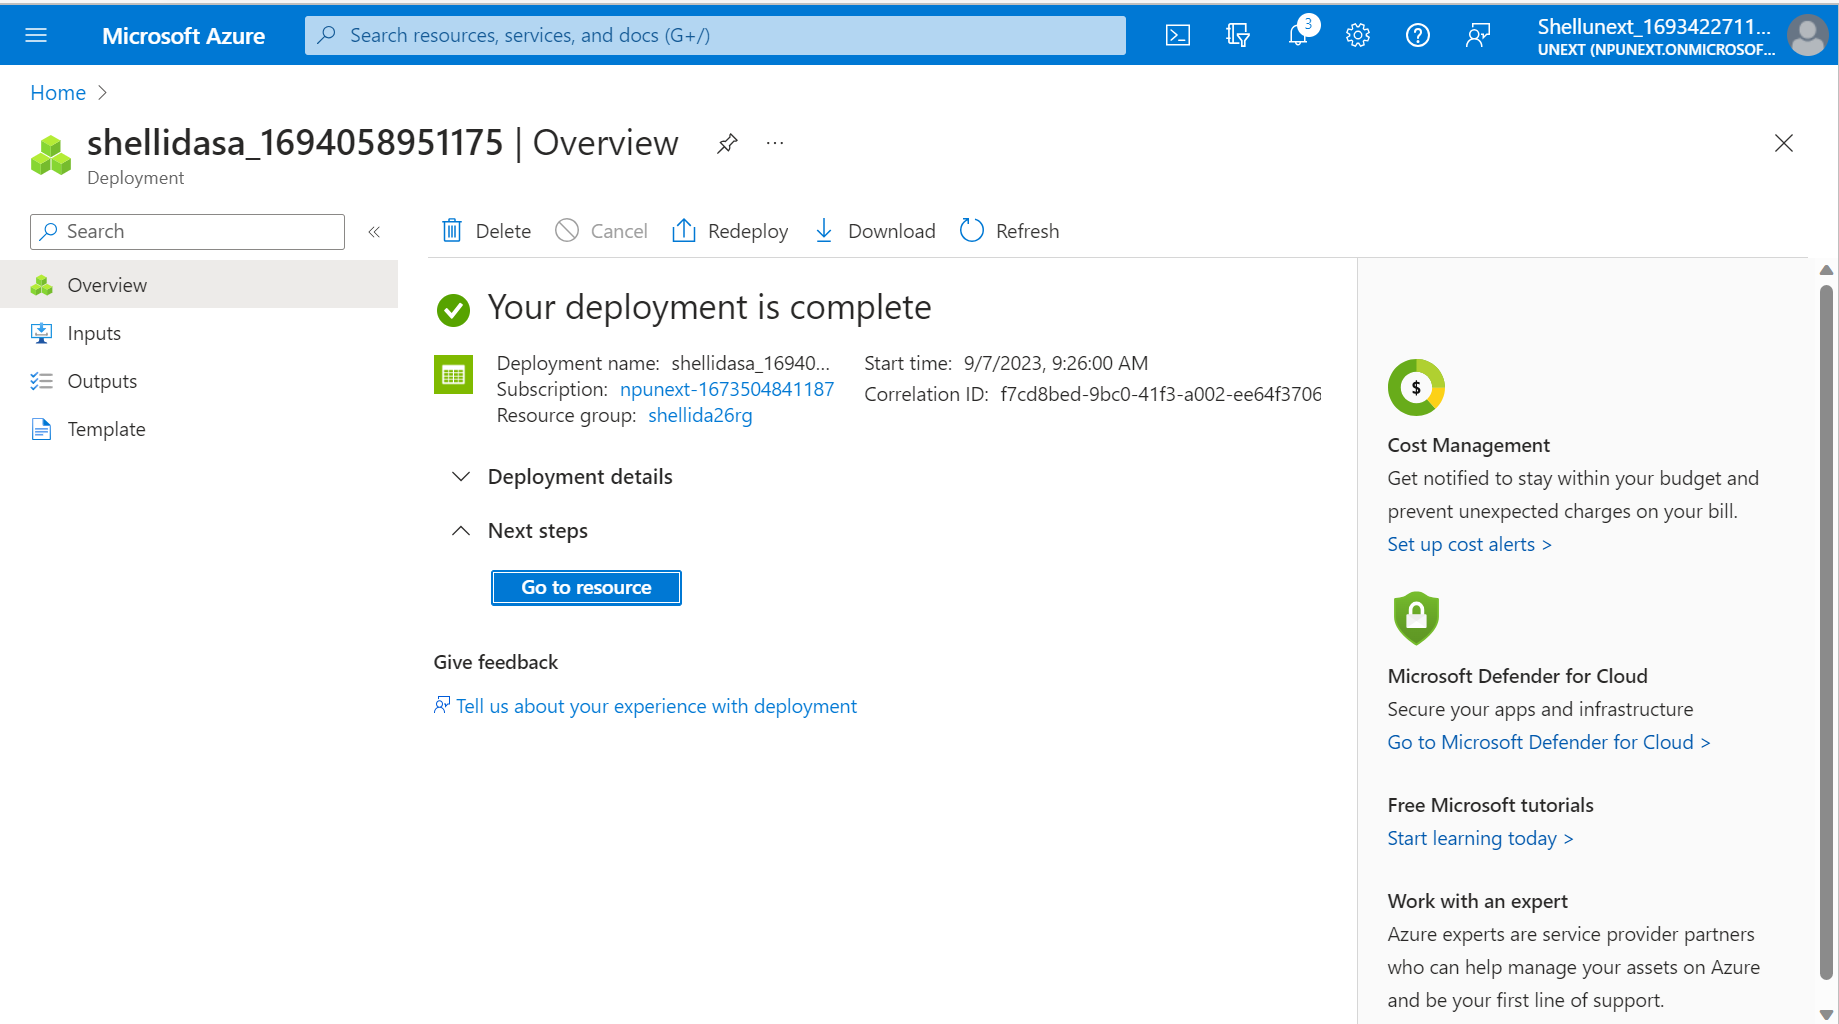 Microsoft Azure
Search resources, services, and docs (G+/)
3
Shellunext_1693422711...
UNEXT (NPUNEXT.ONMICROSOF...
Home
shellidasa_1694058951175 | Overview
...
Deployment
Search
«
Delete
Cancel
Redeploy
Download
Refresh
Overview
Inputs
Outputs
Template
Your deployment is complete
Deployment name: shellidasa_16940...
Subscription: npunext-1673504841187
Resource group: shellida26rg
Start time: 9/7/2023, 9:26:00 AM
Correlation ID: f7cd8bed-9bc0-41f3-a002-ee64f3706
Deployment details
Next steps
Go to resource
Give feedback
Tell us about your experience with deployment
$
Cost Management
Get notified to stay within your budget and
prevent unexpected charges on your bill.
Set up cost alerts >
Microsoft Defender for Cloud
Secure your apps and infrastructure
Go to Microsoft Defender for Cloud >
Free Microsoft tutorials
Start learning today >
Work with an expert
Azure experts are service provider partners
who can help manage your assets on Azure
and be your first line of support.